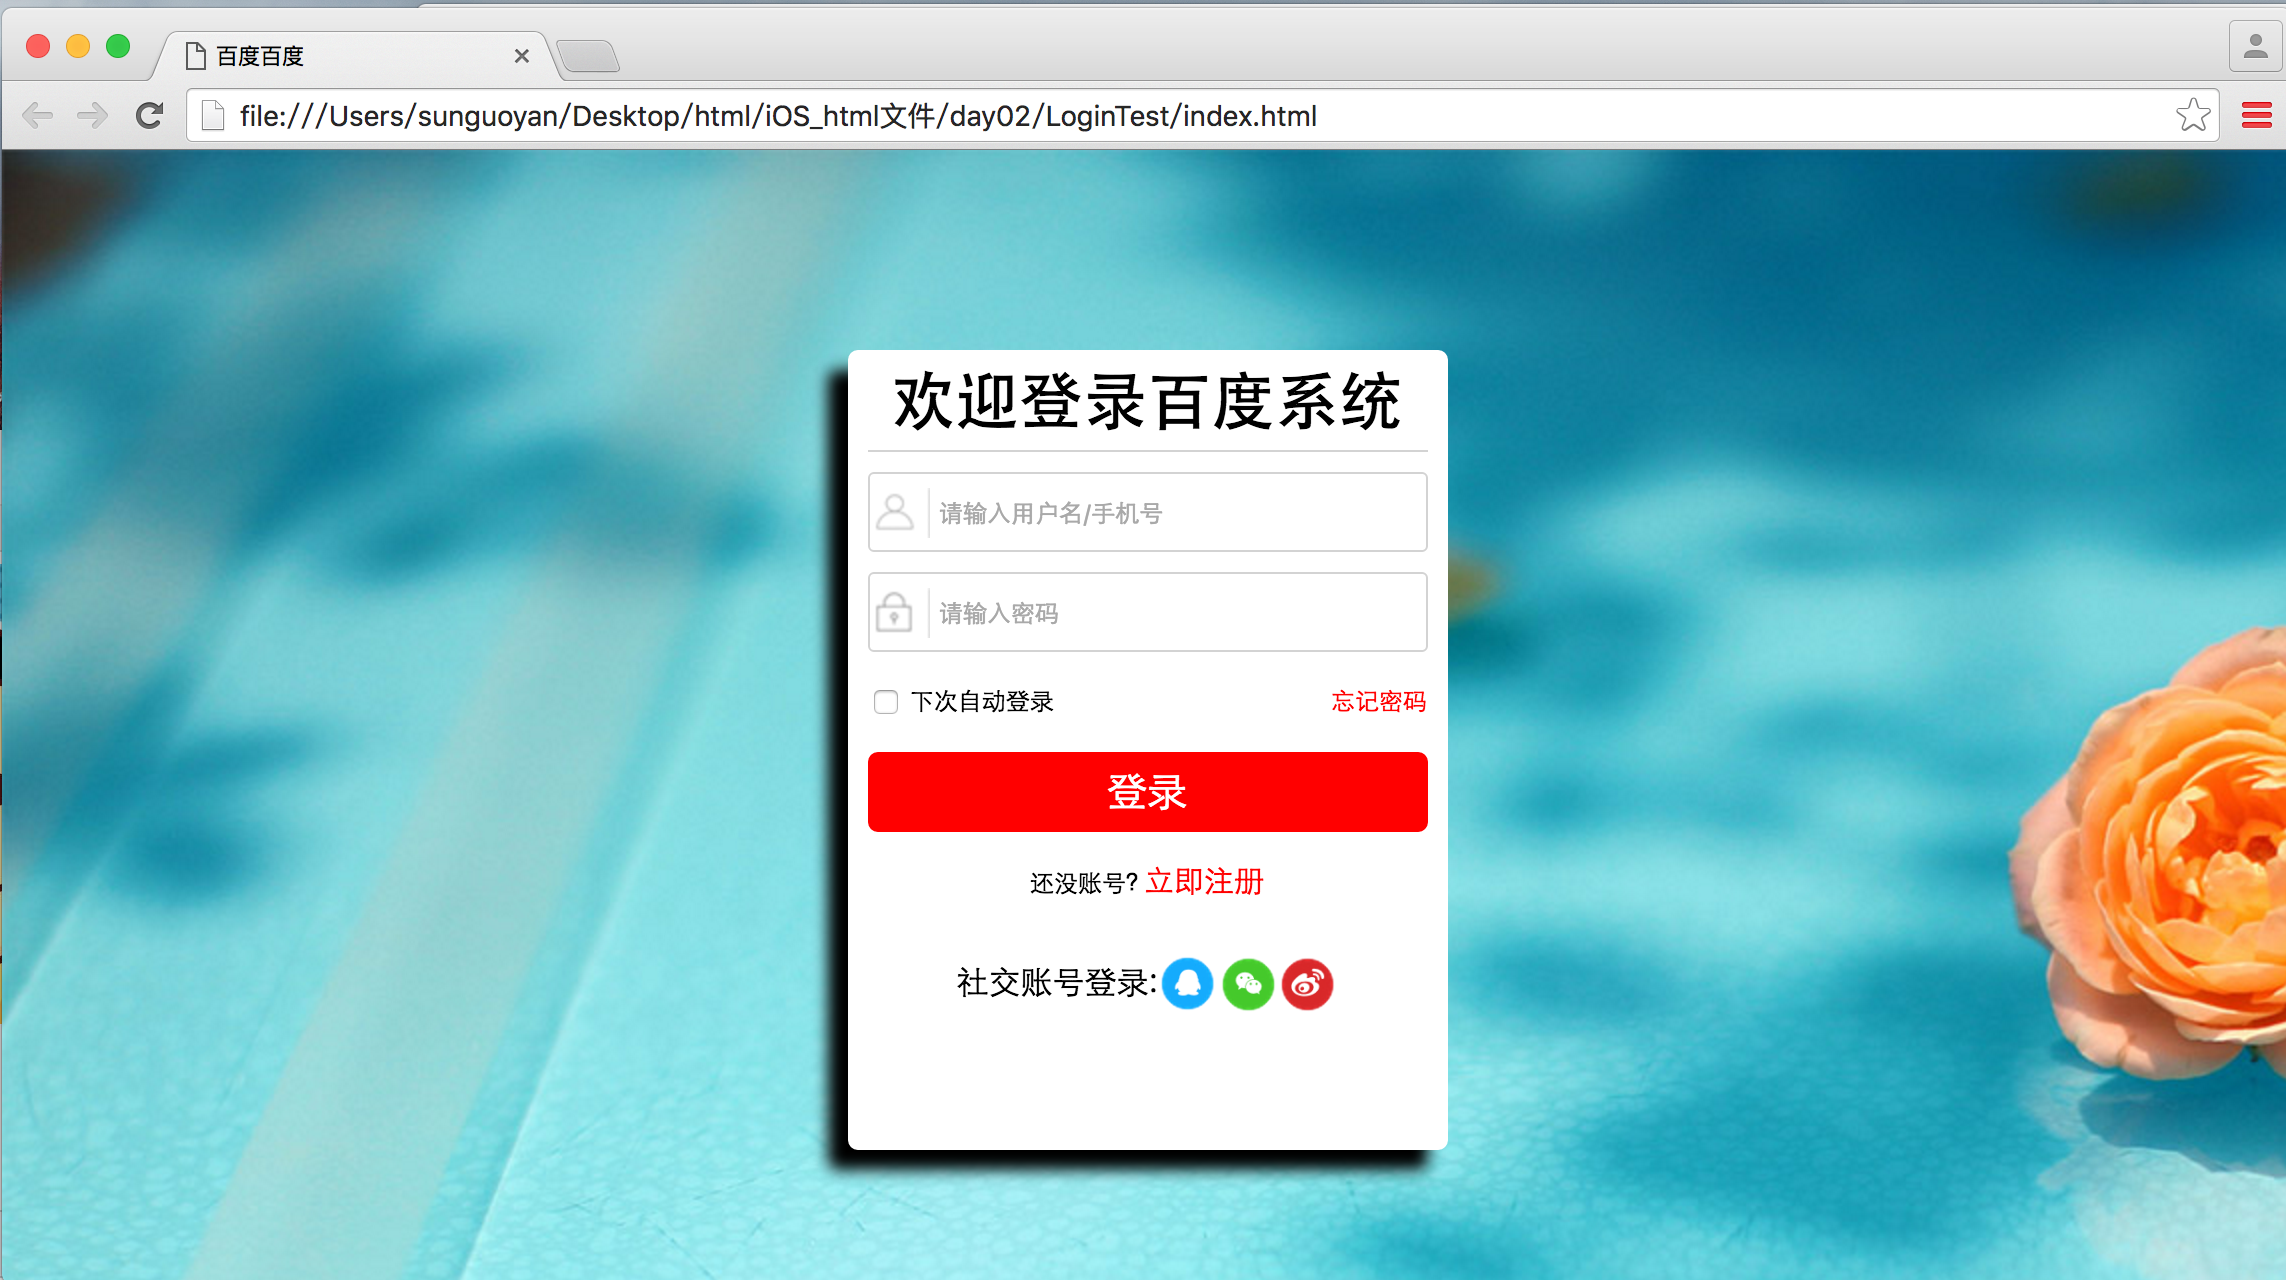 百度百度
file:///Users/sunguoyan/Desktop/html/iOS_html文件/day02/LoginTest/index.html
欢迎登录百度系统
请输入用户名/手机号
请输入密码
下次自动登录 忘记密码
登录
还没账号? 立即注册
社交账号登录: